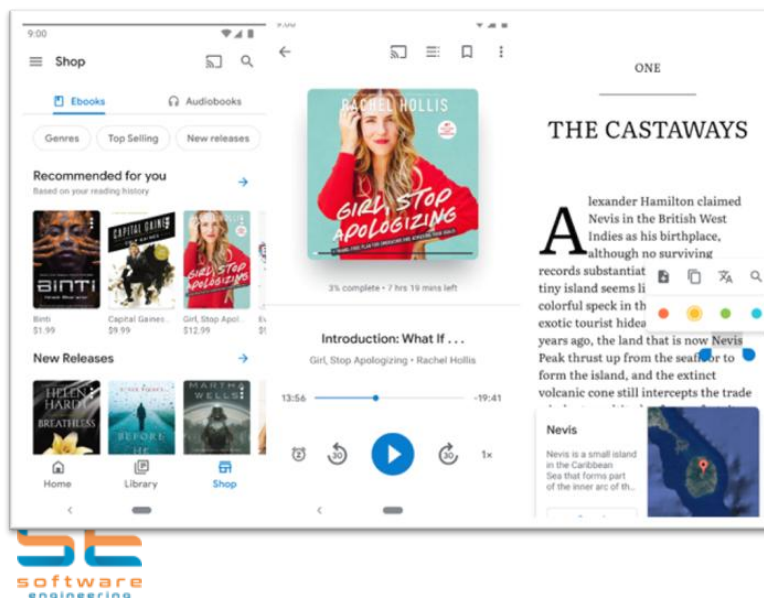 9:00
Shop
Ebooks
Audiobooks
Genres
Top Selling
New releases
Recommended for you
Based on your reading history
BINTI
CAPITAL GAINES
GIRL, STOP APOLOGIZING
Binti
$1.99
Capital Gaines...
$9.99
Girl, Stop Apol...
$12.99
New Releases
HELEN HARDT
BREATHLESS
BEFORE HE
MARTHA WELLS
Home
Library
Shop
9:00
RACHEL HOLLIS
GIRL, STOP
APOLOGIZING
3% complete • 7 hrs 19 mins left
Introduction: What If . . .
Girl, Stop Apologizing • Rachel Hollis
13:56
-19:41
30
30
1x
ONE
THE CASTAWAYS
Alexander Hamilton claimed
Nevis in the British West
Indies as his birthplace,
although no surviving
records substantiat
tiny island seems li
colorful speck in th
exotic tourist hidea
years ago, the land that is now Nevis
Peak thrust up from the seafloor to
form the island, and the extinct
volcanic cone still intercepts the trade
Nevis
Nevis is a small island
in the Caribbean
Sea that forms part
of the inner arc of th...
software
engineering